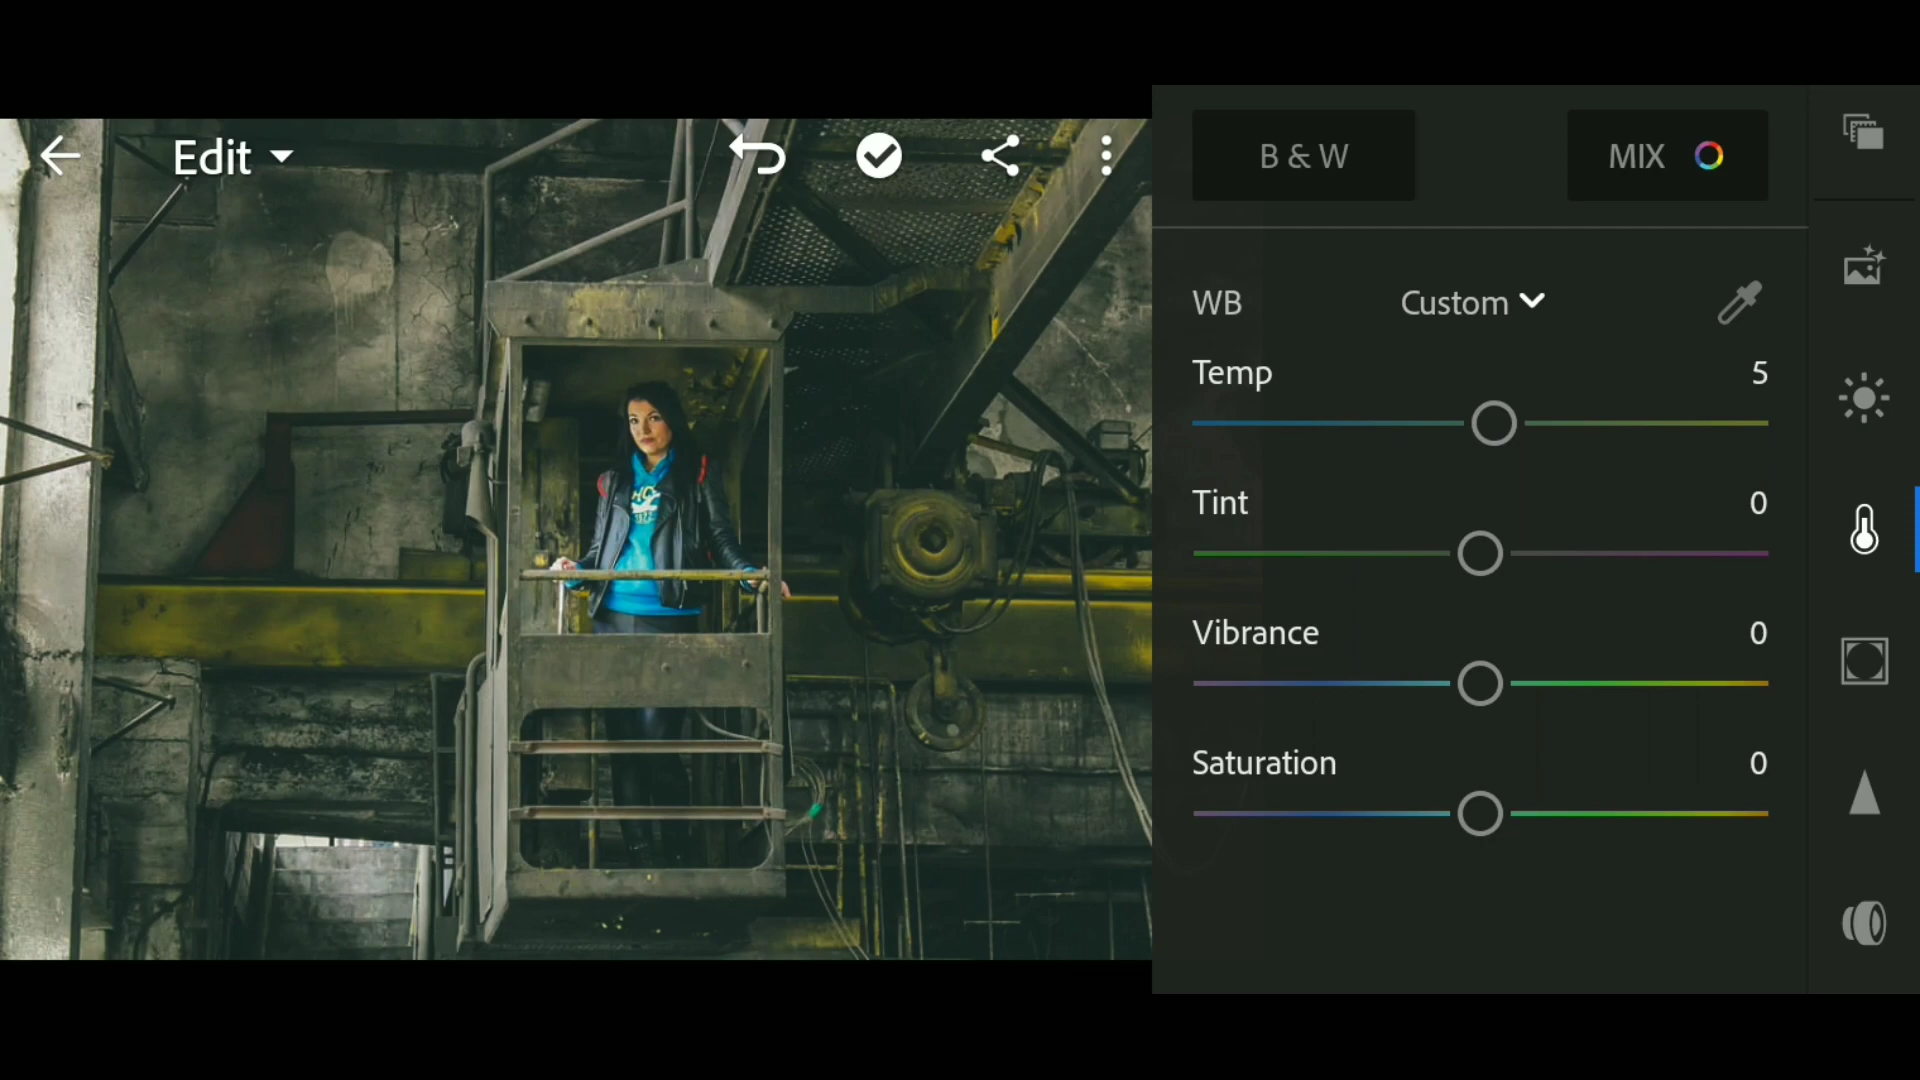 Edit
B & W
MIX
WB Custom
Temp 5
Tint 0
Vibrance 0
Saturation 0